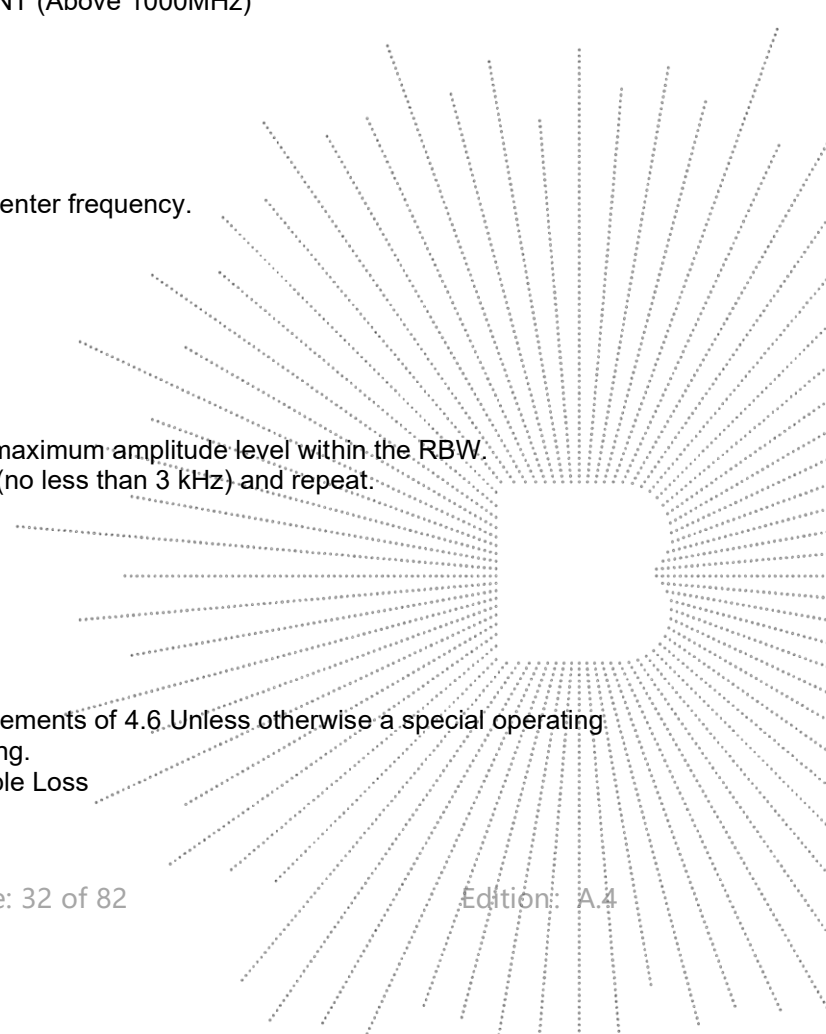 NT (Above 1000MHz)
enter frequency.
maximum amplitude level within the RBW.
(no less than 3 kHz) and repeat.
ements of 4.6 Unless otherwise a special operating
ng.
ble Loss
e: 32 of 82 Edition: A.4